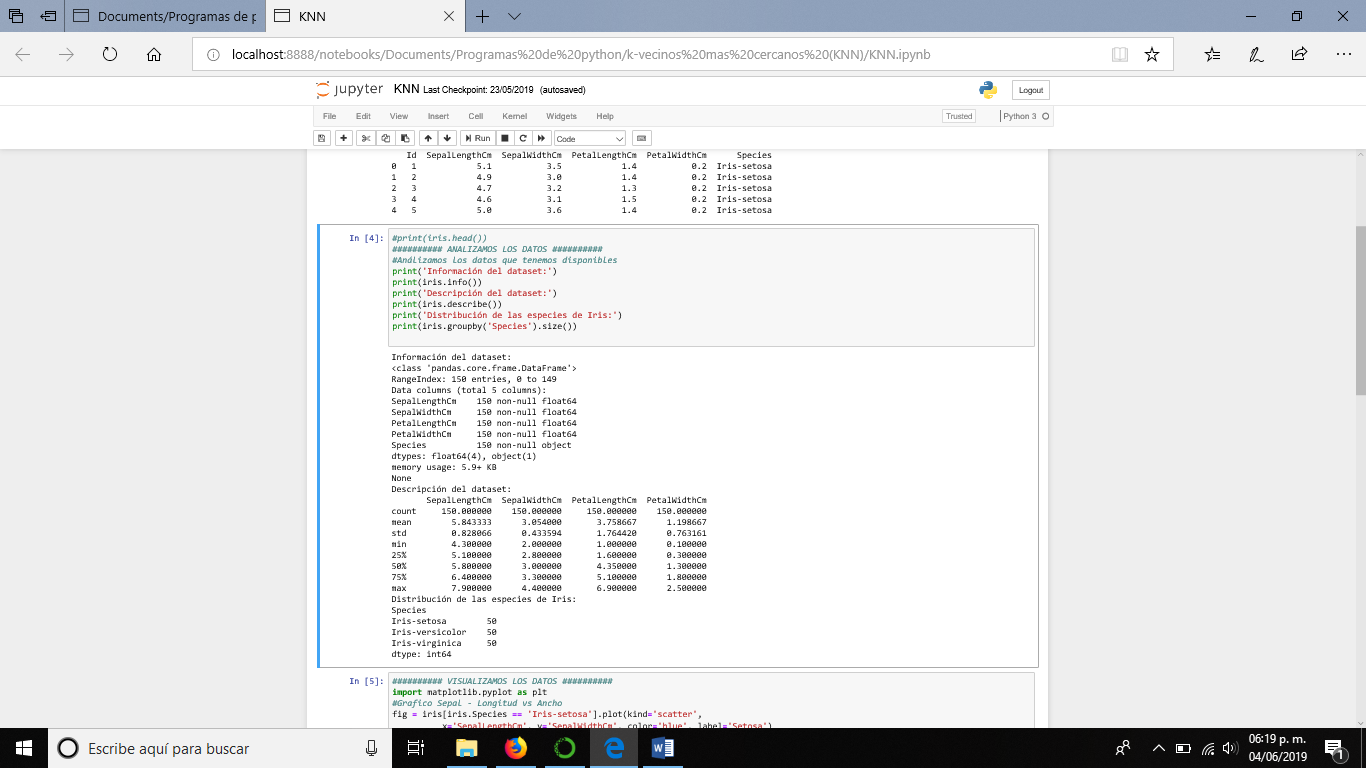 Documents/Programas de p
KNN
localhost:8888/notebooks/Documents/Programas%20de%20python/k-vecinos%20mas%20cercanos%20(KNN)/KNN.ipynb
jupyter KNN Last Checkpoint: 23/05/2019 (autosaved)
Logout
File Edit View Insert Cell Kernel Widgets Help
Trusted Python 3
Run Code
Id SepalLengthCm SepalWidthCm PetalLengthCm PetalWidthCm Species
0 1 5.1 3.5 1.4 0.2 Iris-setosa
1 2 4.9 3.0 1.4 0.2 Iris-setosa
2 3 4.7 3.2 1.3 0.2 Iris-setosa
3 4 4.6 3.1 1.5 0.2 Iris-setosa
4 5 5.0 3.6 1.4 0.2 Iris-setosa
In [4]: #print(iris.head())
########## ANALIZAMOS LOS DATOS ##########
#Análizamos los datos que tenemos disponibles
print('Información del dataset:')
print(iris.info())
print('Descripción del dataset:')
print(iris.describe())
print('Distribución de las especies de Iris:')
print(iris.groupby('Species').size())
Información del dataset:
<class 'pandas.core.frame.DataFrame'>
RangeIndex: 150 entries, 0 to 149
Data columns (total 5 columns):
SepalLengthCm 150 non-null float64
SepalWidthCm 150 non-null float64
PetalLengthCm 150 non-null float64
PetalWidthCm 150 non-null float64
Species 150 non-null object
dtypes: float64(4), object(1)
memory usage: 5.9+ KB
None
Descripción del dataset:
SepalLengthCm SepalWidthCm PetalLengthCm PetalWidthCm
count 150.000000 150.000000 150.000000 150.000000
mean 5.843333 3.054000 3.758667 1.198667
std 0.828066 0.433594 1.764420 0.763161
min 4.300000 2.000000 1.000000 0.100000
25% 5.100000 2.800000 1.600000 0.300000
50% 5.800000 3.000000 4.350000 1.300000
75% 6.400000 3.300000 5.100000 1.800000
max 7.900000 4.400000 6.900000 2.500000
Distribución de las especies de Iris:
Species
Iris-setosa 50
Iris-versicolor 50
Iris-virginica 50
dtype: int64
In [5]: ########## VISUALIZAMOS LOS DATOS ##########
import matplotlib.pyplot as plt
#Grafico Sepal - Longitud vs Ancho
fig = iris[iris.Species == 'Iris-setosa'].plot(kind='scatter',
x='SepalLengthCm', y='SepalWidthCm', color='blue', label='Setosa')
Escribe aquí para buscar
06:19 p. m.
04/06/2019
1